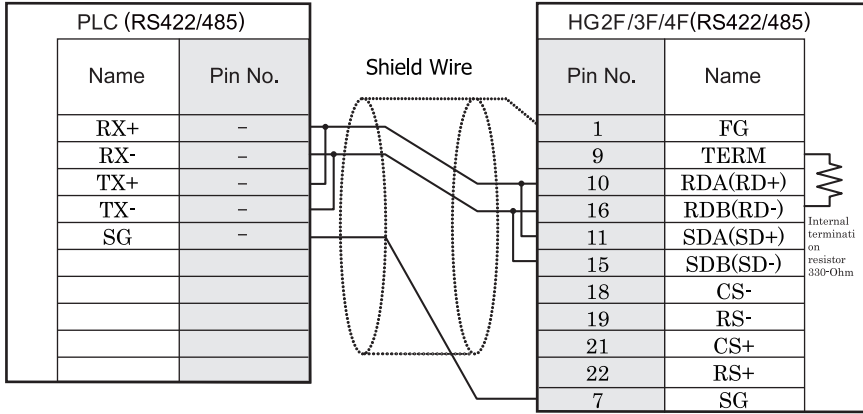 PLC (RS422/485)
Name Pin No.
RX+ -
RX- -
TX+ -
TX- -
SG -
Shield Wire
HG2F/3F/4F(RS422/485)
Pin No. Name
1 FG
9 TERM
10 RDA(RD+)
16 RDB(RD-)
11 SDA(SD+)
15 SDB(SD-)
18 CS-
19 RS-
21 CS+
22 RS+
7 SG
Internal
terminati
on
resistor
330-Ohm